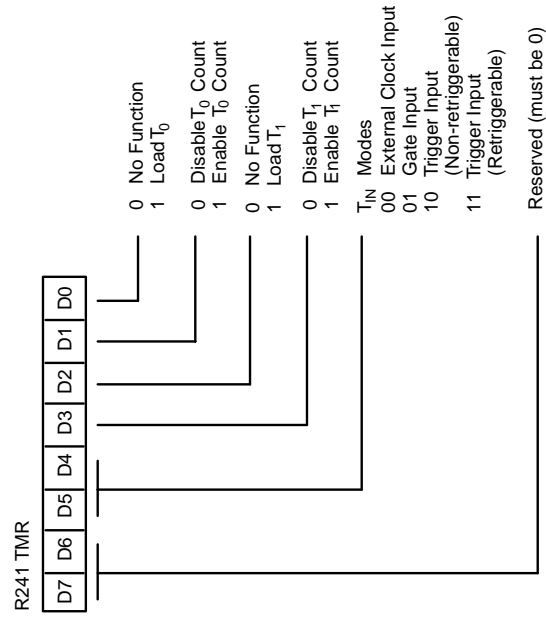 R241 TMR
D7 D6 D5 D4 D3 D2 D1 D0
0 No Function
1 Load T0
0 Disable T0 Count
1 Enable T0 Count
0 No Function
1 Load T1
0 Disable T1 Count
1 Enable T1 Count
TIN Modes
00 External Clock Input
01 Gate Input
10 Trigger Input
(Non-retriggerable)
11 Trigger Input
(Retriggerable)
Reserved (must be 0)